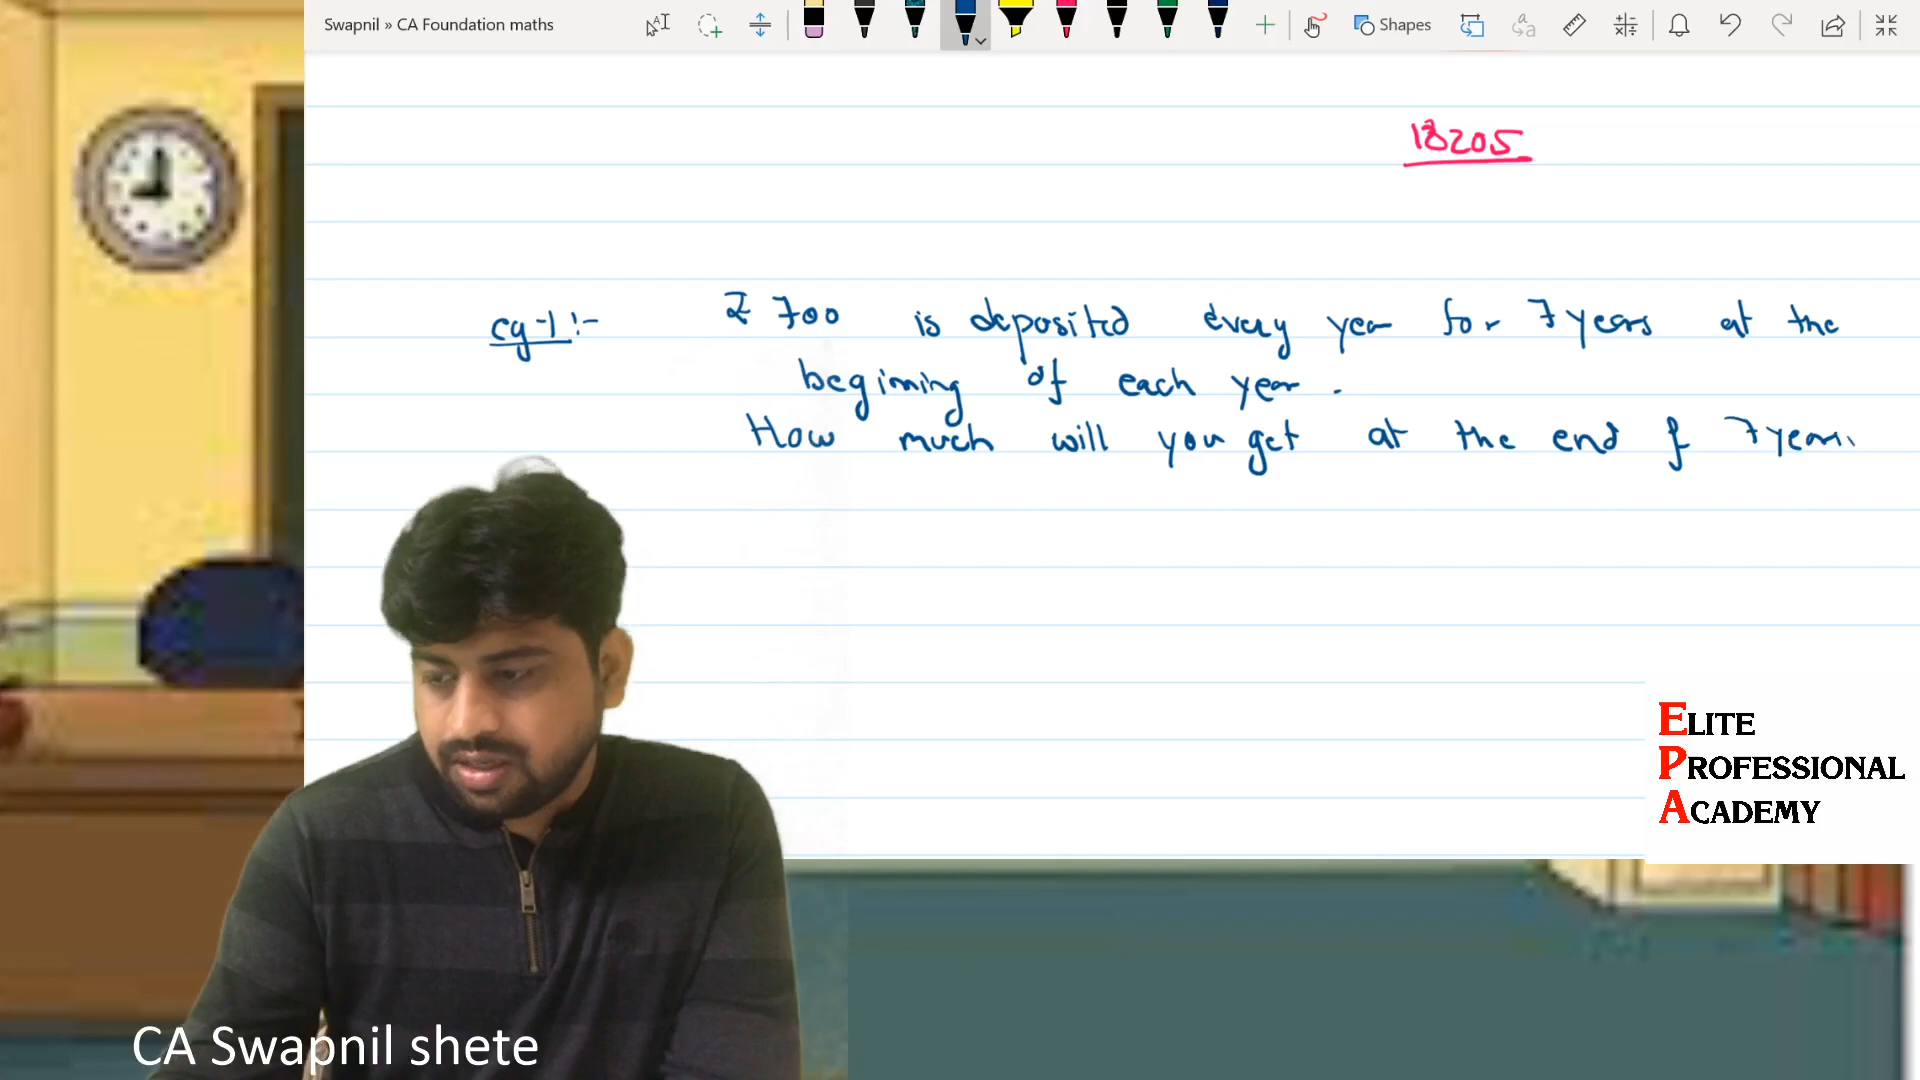 Swapnil » CA Foundation maths
Shapes
18205
eg-1:-
₹ 700 is deposited every year for 7 years at the
beginning of each year.
How much will you get at the end of 7 years.
ELITE
PROFESSIONAL
ACADEMY
CA Swapnil shete